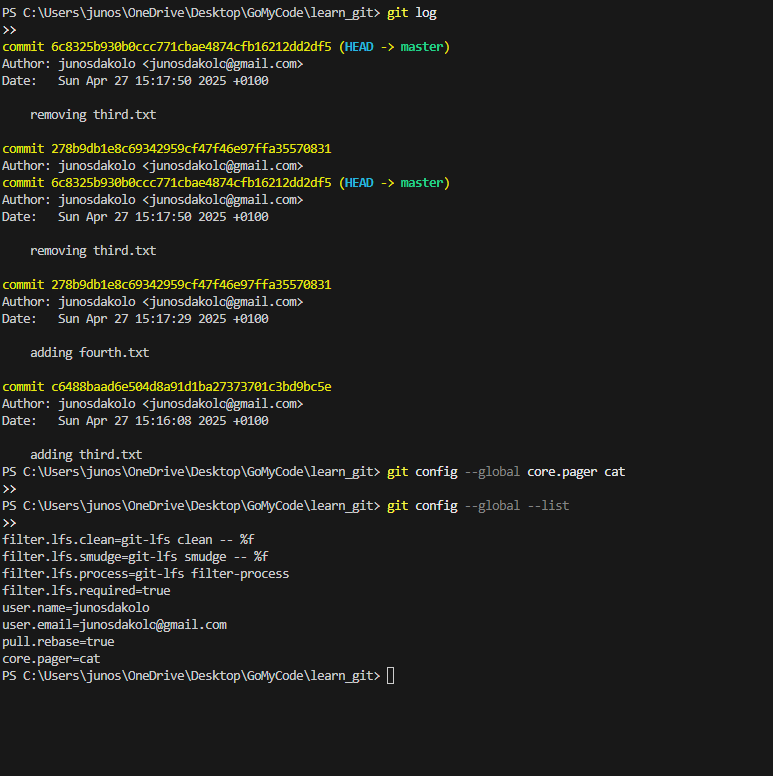 PS C:\Users\junos\OneDrive\Desktop\GoMyCode\learn_git> git log
>>
commit 6c8325b930b0ccc771cbae4874cfb16212dd2df5 (HEAD -> master)
Author: junosdakolo <junosdakolo@gmail.com>
Date:   Sun Apr 27 15:17:50 2025 +0100

    removing third.txt

commit 278b9db1e8c69342959cf47f46e97ffa35570831
Author: junosdakolo <junosdakolo@gmail.com>
commit 6c8325b930b0ccc771cbae4874cfb16212dd2df5 (HEAD -> master)
Author: junosdakolo <junosdakolo@gmail.com>
Date:   Sun Apr 27 15:17:50 2025 +0100

    removing third.txt

commit 278b9db1e8c69342959cf47f46e97ffa35570831
Author: junosdakolo <junosdakolo@gmail.com>
Date:   Sun Apr 27 15:17:29 2025 +0100

    adding fourth.txt

commit c6488baad6e504d8a91d1ba27373701c3bd9bc5e
Author: junosdakolo <junosdakolo@gmail.com>
Date:   Sun Apr 27 15:16:08 2025 +0100

    adding third.txt
PS C:\Users\junos\OneDrive\Desktop\GoMyCode\learn_git> git config --global core.pager cat
>>
PS C:\Users\junos\OneDrive\Desktop\GoMyCode\learn_git> git config --global --list
>>
filter.lfs.clean=git-lfs clean -- %f
filter.lfs.smudge=git-lfs smudge -- %f
filter.lfs.process=git-lfs filter-process
filter.lfs.required=true
user.name=junosdakolo
user.email=junosdakolo@gmail.com
pull.rebase=true
core.pager=cat
PS C:\Users\junos\OneDrive\Desktop\GoMyCode\learn_git>